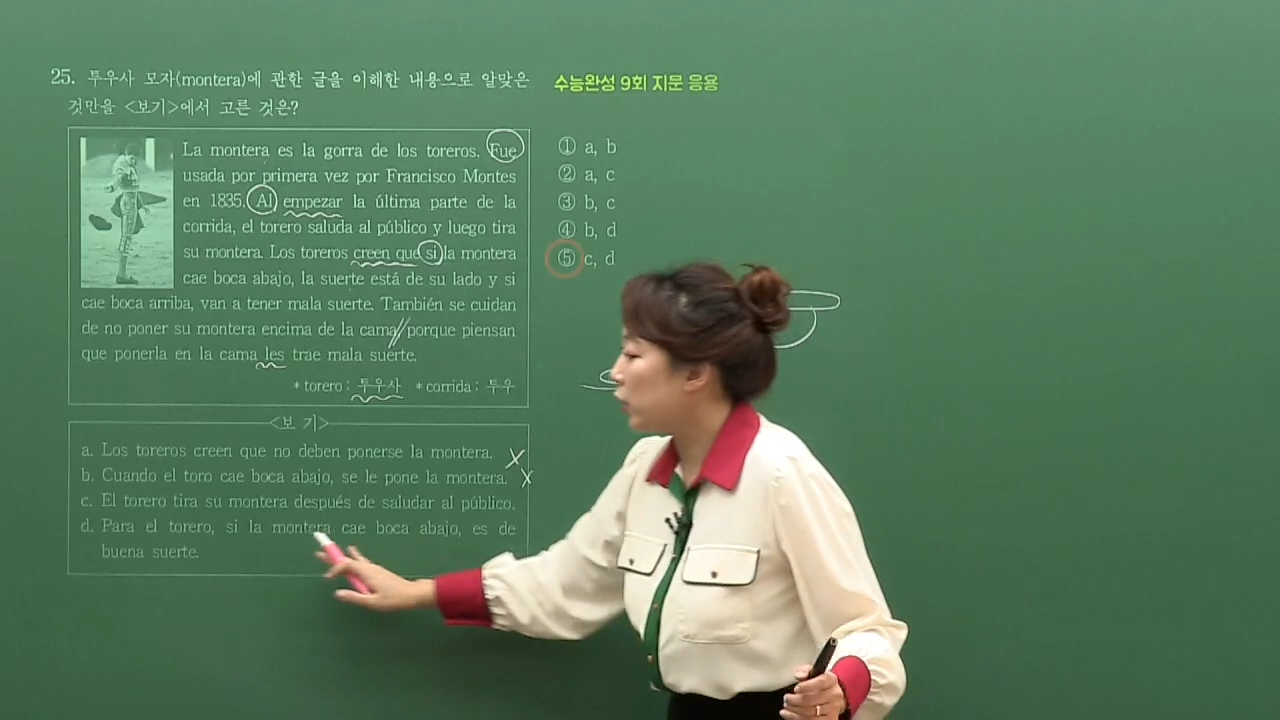 25. 투우사 모자(montera)에 관한 글을 이해한 내용으로 알맞은
것만을 <보기>에서 고른 것은?
수능완성 9회 지문 응용
La montera es la gorra de los toreros. Fue
usada por primera vez por Francisco Montes
en 1835. Al empezar la última parte de la
corrida, el torero saluda al público y luego tira
su montera. Los toreros creen que si la montera
cae boca abajo, la suerte está de su lado y si
cae boca arriba, van a tener mala suerte. También se cuidan
de no poner su montera encima de la cama, porque piensan
que ponerla en la cama les trae mala suerte.
* torero : 투우사 * corrida : 투우
<보 기>
a. Los toreros creen que no deben ponerse la montera.
b. Cuando el toro cae boca abajo, se le pone la montera.
c. El torero tira su montera después de saludar al público.
d. Para el torero, si la montera cae boca abajo, es de
buena suerte.
① a, b
② a, c
③ b, c
④ b, d
⑤ c, d